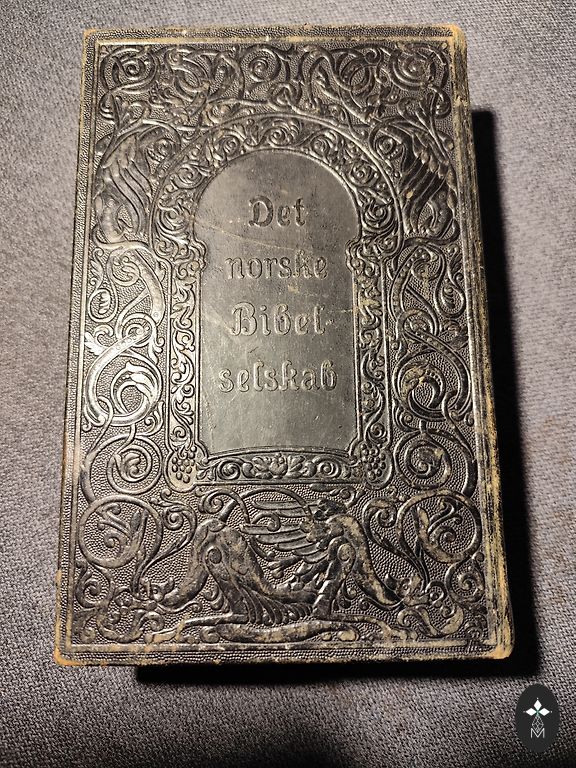 Det
norske
Bibel-
selskab
M